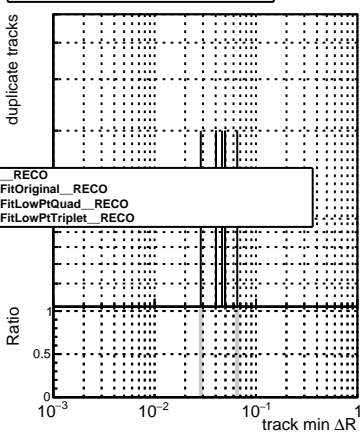 duplicate tracks
__RECO
FitOriginal__RECO
FitLowPtQuad__RECO
FitLowPtTriplet__RECO
Ratio
1
0.5
0
10⁻³ 10⁻² 10⁻¹ 1
track min ΔR